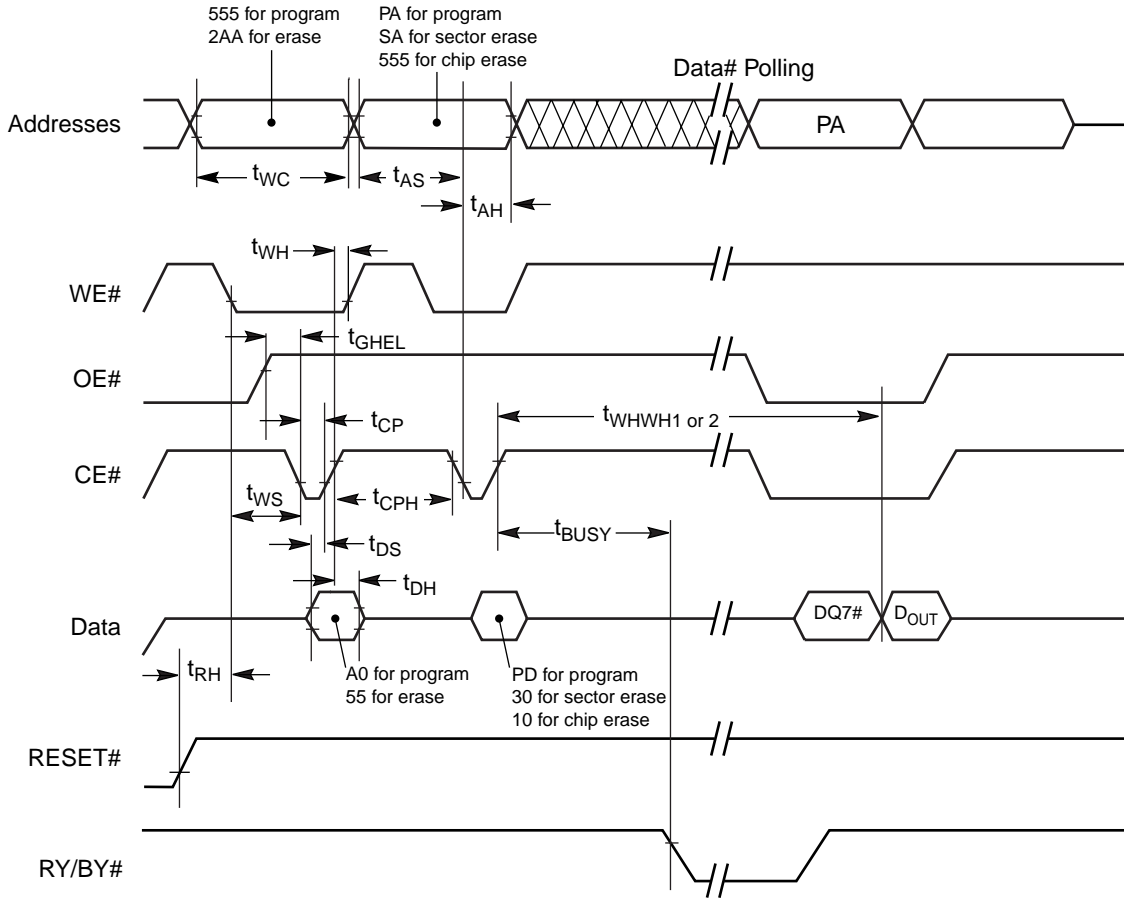 555 for program
2AA for erase
PA for program
SA for sector erase
555 for chip erase
Data# Polling
Addresses
PA
tWC
tAS
tAH
tWH
WE#
tGHEL
OE#
tCP
tWHWH1 or 2
CE#
tWS
tCPH
tBUSY
tDS
tDH
Data
DQ7#
DOUT
tRH
A0 for program
55 for erase
PD for program
30 for sector erase
10 for chip erase
RESET#
RY/BY#